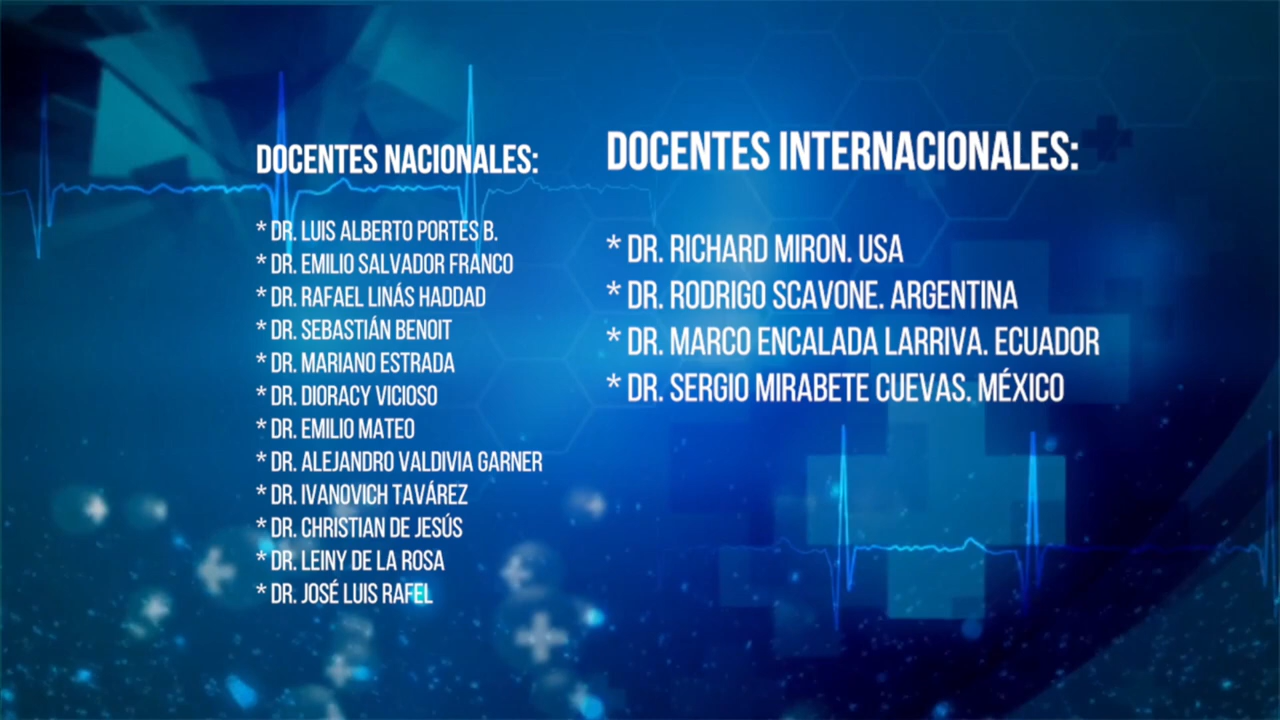 DOCENTES NACIONALES:
* DR. LUIS ALBERTO PORTES B.
* DR. EMILIO SALVADOR FRANCO
* DR. RAFAEL LINÁS HADDAD
* DR. SEBASTIÁN BENOIT
* DR. MARIANO ESTRADA
* DR. DIORACY VICIOSO
* DR. EMILIO MATEO
* DR. ALEJANDRO VALDIVIA GARNER
* DR. IVANOVICH TAVÁREZ
* DR. CHRISTIAN DE JESÚS
* DR. LEINY DE LA ROSA
* DR. JOSÉ LUIS RAFEL
DOCENTES INTERNACIONALES:
* DR. RICHARD MIRON. USA
* DR. RODRIGO SCAVONE. ARGENTINA
* DR. MARCO ENCALADA LARRIVA. ECUADOR
* DR. SERGIO MIRABETE CUEVAS. MÉXICO